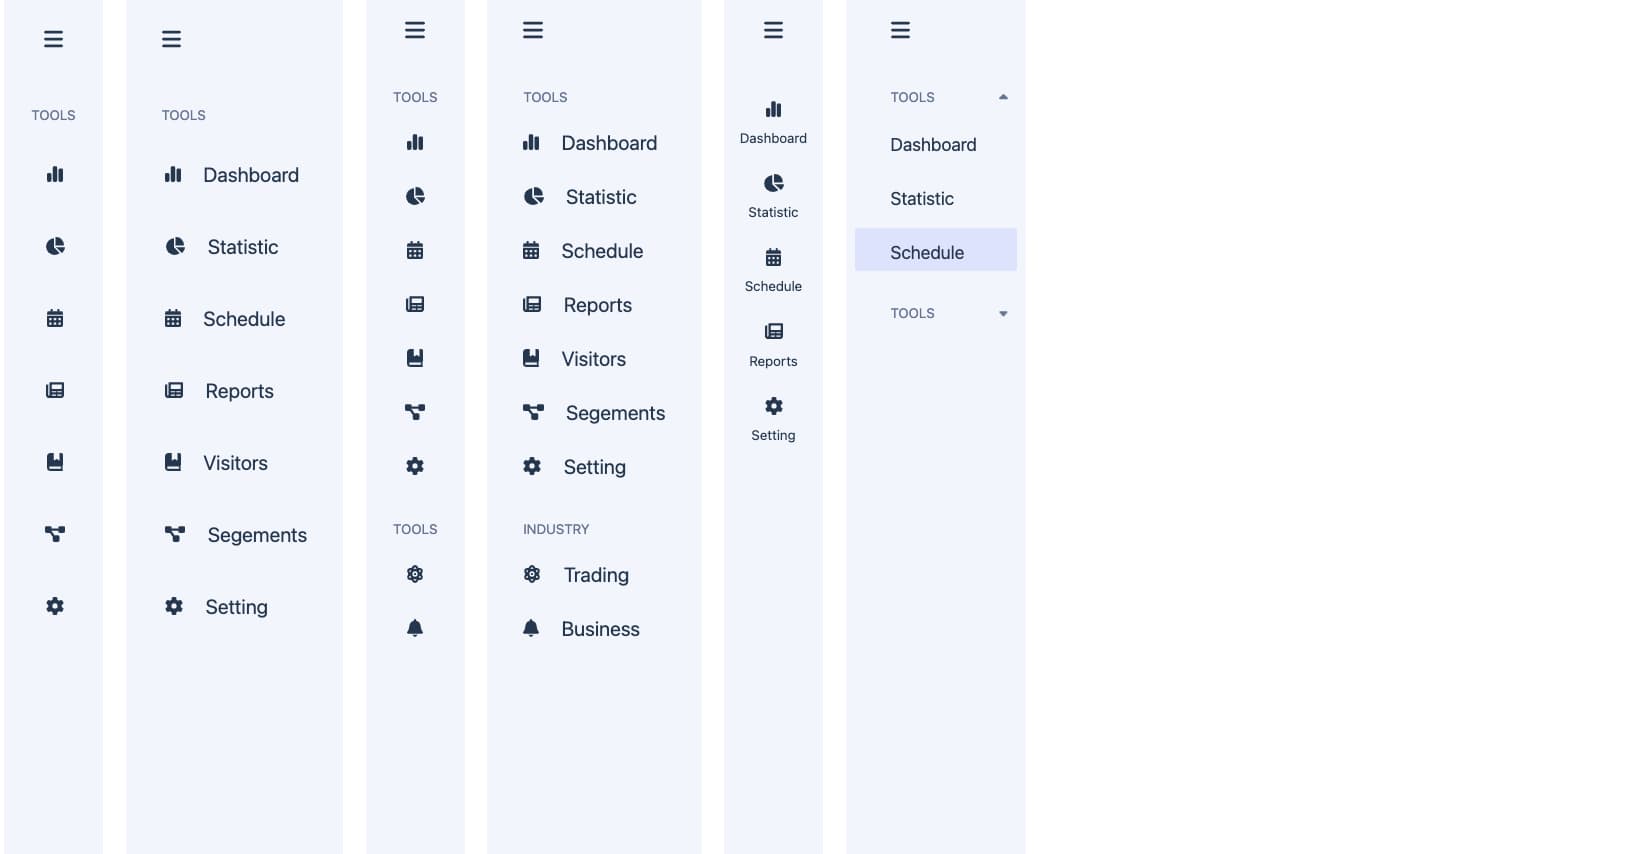 TOOLS
TOOLS
Dashboard
Statistic
Schedule
Reports
Visitors
Segements
Setting
TOOLS
TOOLS
TOOLS
Dashboard
Statistic
Schedule
Reports
Visitors
Segements
Setting
INDUSTRY
Trading
Business
Dashboard
Statistic
Schedule
Reports
Setting
TOOLS
Dashboard
Statistic
Schedule
TOOLS